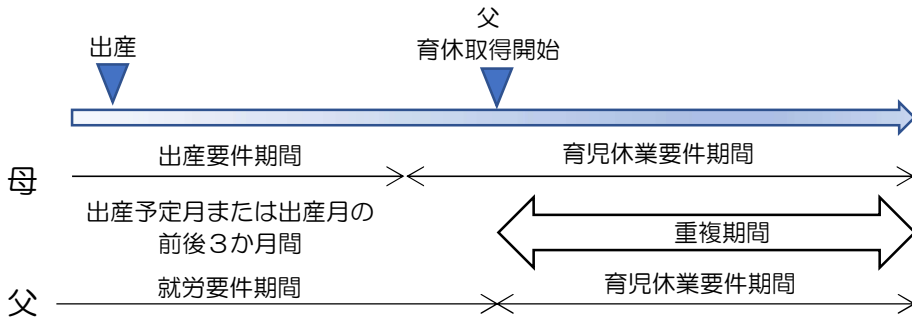 父
出産
育休取得開始
出産要件期間
育児休業要件期間
母
出産予定月または出産月の
前後３か月間
重複期間
就労要件期間
育児休業要件期間
父